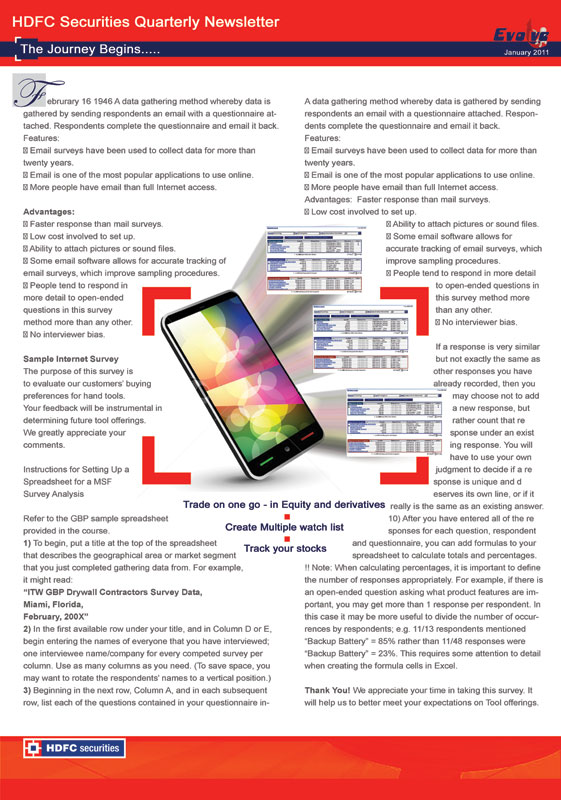 HDFC Securities Quarterly Newsletter
The Journey Begins.....
Evolve
January 2011
Februrary 16 1946 A data gathering method whereby data is
gathered by sending respondents an email with a questionnaire at-
tached. Respondents complete the questionnaire and email it back.
Features:
Email surveys have been used to collect data for more than
twenty years.
Email is one of the most popular applications to use online.
More people have email than full Internet access.
Advantages:
Faster response than mail surveys.
Low cost involved to set up.
Ability to attach pictures or sound files.
Some email software allows for accurate tracking of
email surveys, which improve sampling procedures.
People tend to respond in
more detail to open-ended
questions in this survey
method more than any other.
No interviewer bias.
Sample Internet Survey
The purpose of this survey is
to evaluate our customers' buying
preferences for hand tools.
Your feedback will be instrumental in
determining future tool offerings.
We greatly appreciate your
comments.
Instructions for Setting Up a
Spreadsheet for a MSF
Survey Analysis
Refer to the GBP sample spreadsheet
provided in the course.
1) To begin, put a title at the top of the spreadsheet
that describes the geographical area or market segment
that you just completed gathering data from. For example,
it might read:
"ITW GBP Drywall Contractors Survey Data,
Miami, Florida,
February, 200X"
2) In the first available row under your title, and in Column D or E,
begin entering the names of everyone that you have interviewed;
one interviewee name/company for every competed survey per
column. Use as many columns as you need. (To save space, you
may want to rotate the respondents' names to a vertical position.)
3) Beginning in the next row, Column A, and in each subsequent
row, list each of the questions contained in your questionnaire in-
A data gathering method whereby data is gathered by sending
respondents an email with a questionnaire attached. Respon-
dents complete the questionnaire and email it back.
Features:
Email surveys have been used to collect data for more than
twenty years.
Email is one of the most popular applications to use online.
More people have email than full Internet access.
Advantages: Faster response than mail surveys.
Low cost involved to set up.
Ability to attach pictures or sound files.
Some email software allows for
accurate tracking of email surveys, which
improve sampling procedures.
People tend to respond in more detail
to open-ended questions in
this survey method more
than any other.
No interviewer bias.
If a response is very similar
but not exactly the same as
other responses you have
already recorded, then you
may choose not to add
a new response, but
rather count that re
sponse under an exist
ing response. You will
have to use your own
judgment to decide if a re
sponse is unique and d
eserves its own line, or if it
really is the same as an existing answer.
10) After you have entered all of the re
sponses for each question, respondent
and questionnaire, you can add formulas to your
spreadsheet to calculate totals and percentages.
!! Note: When calculating percentages, it is important to define
the number of responses appropriately. For example, if there is
an open-ended question asking what product features are im-
portant, you may get more than 1 response per respondent. In
this case it may be more useful to divide the number of occur-
rences by respondents; e.g. 11/13 respondents mentioned
"Backup Battery" = 85% rather than 11/48 responses were
"Backup Battery" = 23%. This requires some attention to detail
when creating the formula cells in Excel.
Thank You! We appreciate your time in taking this survey. It
will help us to better meet your expectations on Tool offerings.
Trade on one go - in Equity and derivatives
Create Multiple watch list
Track your stocks
HDFC securities